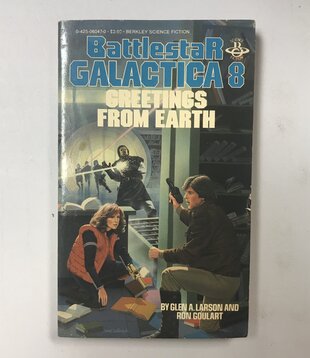 0-425-06047-0 • $2.50 • BERKLEY SCIENCE FICTION
BattlestaR
GALACTICA 8
GREETINGS
FROM EARTH
B
BY GLEN A. LARSON AND
RON GOULART